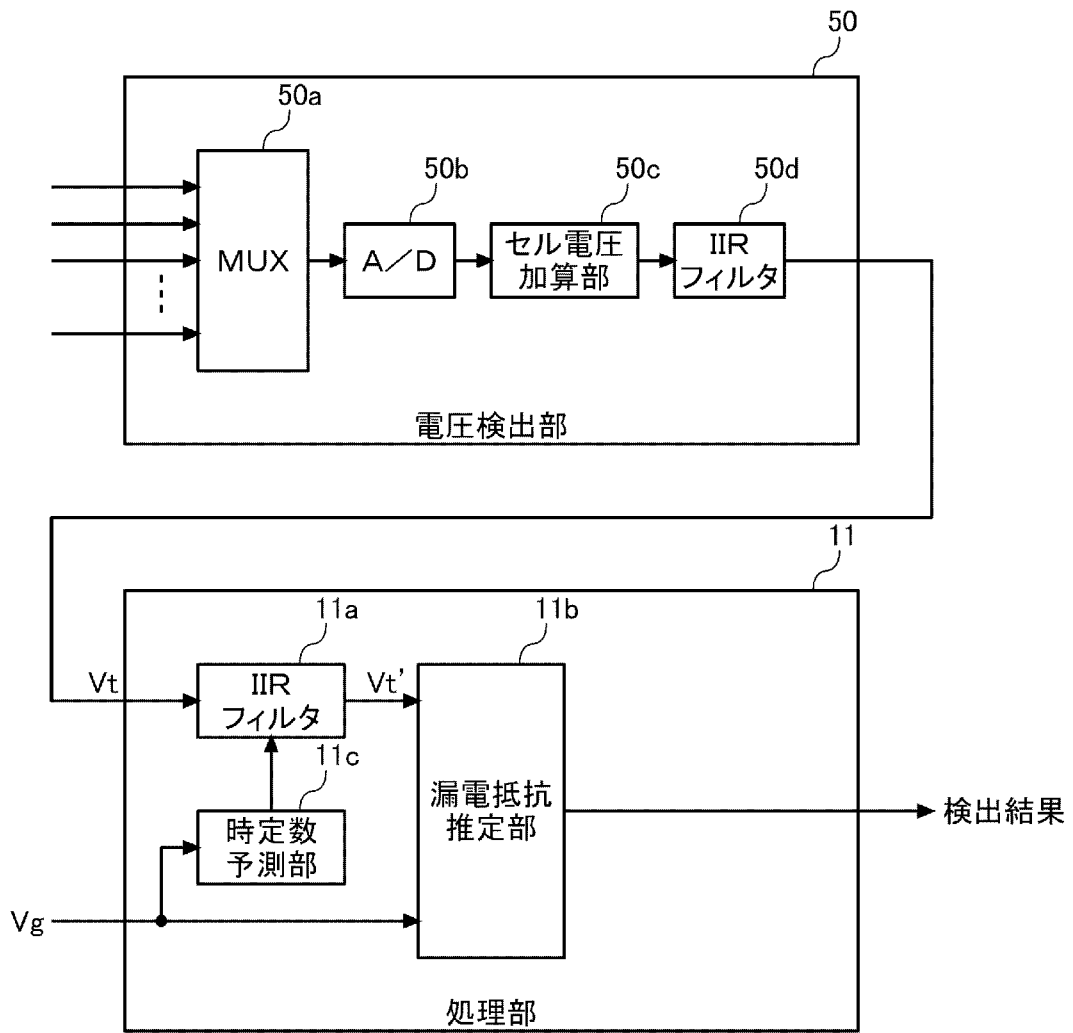 50
50a
50b
50c
50d
MUX
A/D
セル電圧
加算部
IIR
フィルタ
電圧検出部
11
11a
11b
Vt
IIR
フィルタ
Vt'
11c
時定数
予測部
漏電抵抗
推定部
検出結果
Vg
処理部